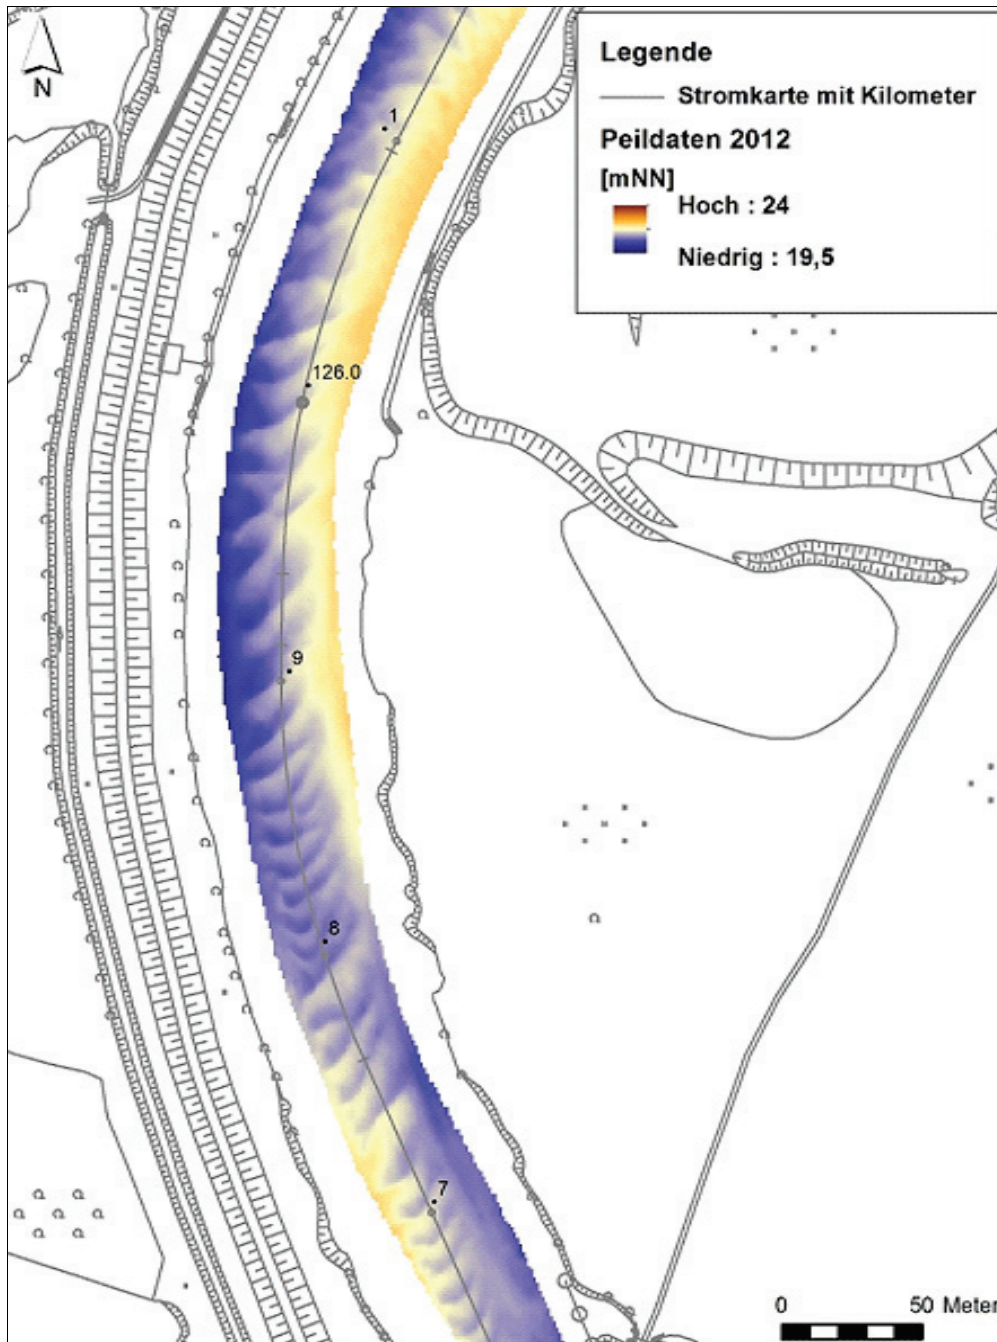 N
Legende
Stromkarte mit Kilometer
Peildaten 2012
[mNN]
Hoch : 24
Niedrig : 19,5
1
126.0
9
8
7
0 50 Meter